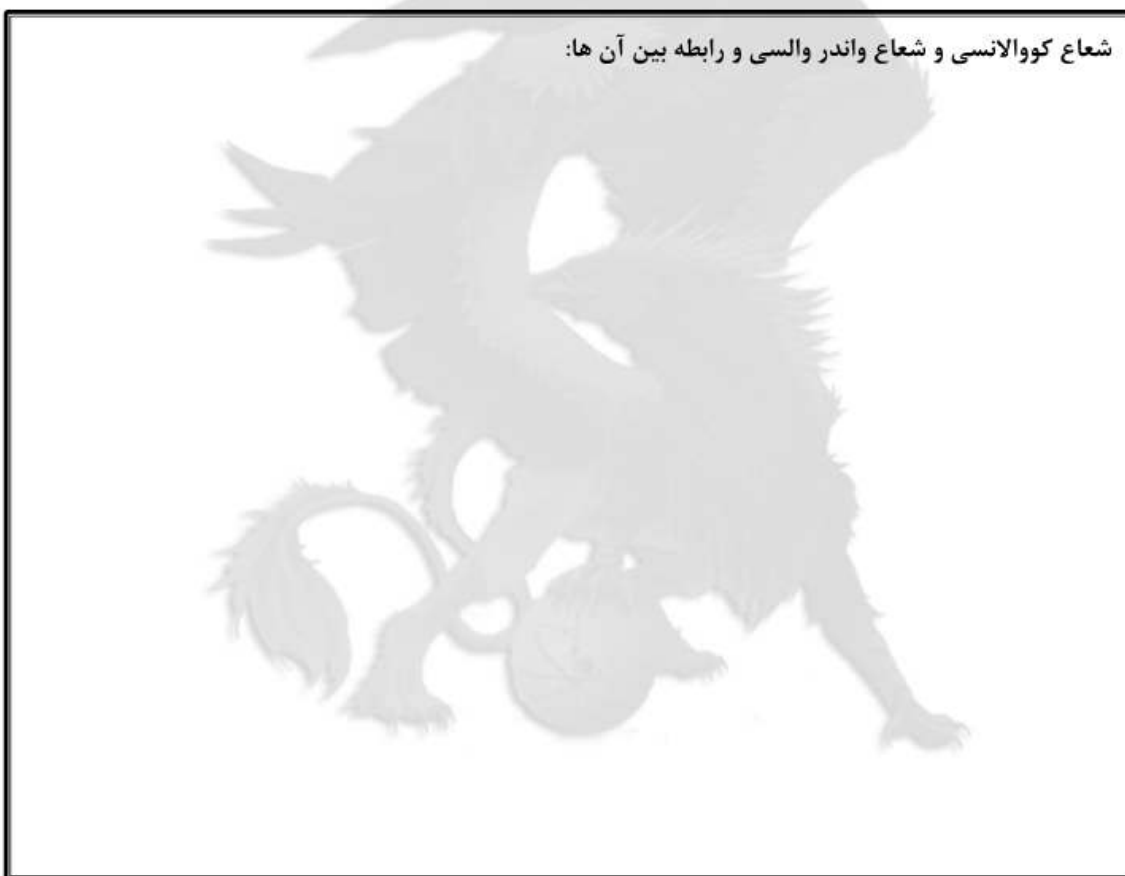 شعاع کووالانسی و شعاع واندر والسی و رابطه بین آن ها: